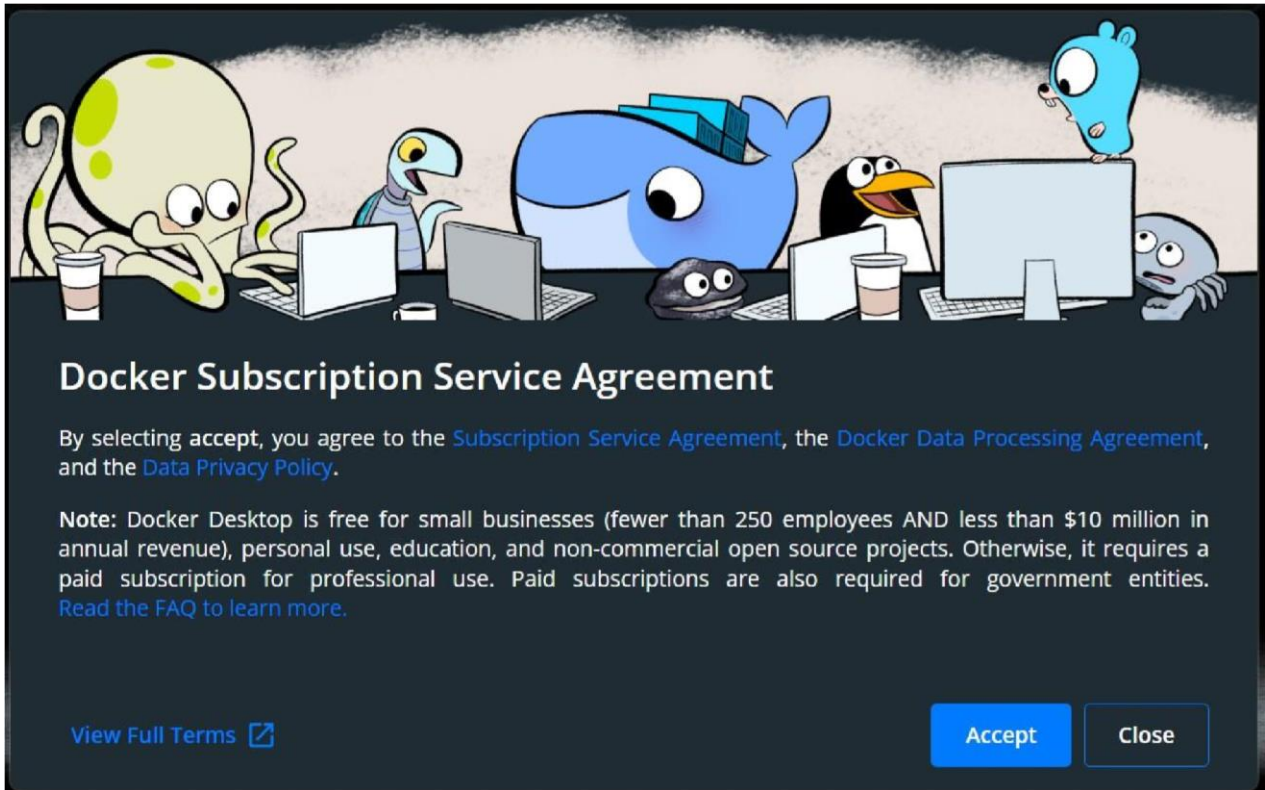 Docker Subscription Service Agreement
By selecting accept, you agree to the Subscription Service Agreement, the Docker Data Processing Agreement,
and the Data Privacy Policy.
Note: Docker Desktop is free for small businesses (fewer than 250 employees AND less than $10 million in
annual revenue), personal use, education, and non-commercial open source projects. Otherwise, it requires a
paid subscription for professional use. Paid subscriptions are also required for government entities.
Read the FAQ to learn more.
View Full Terms
Accept
Close